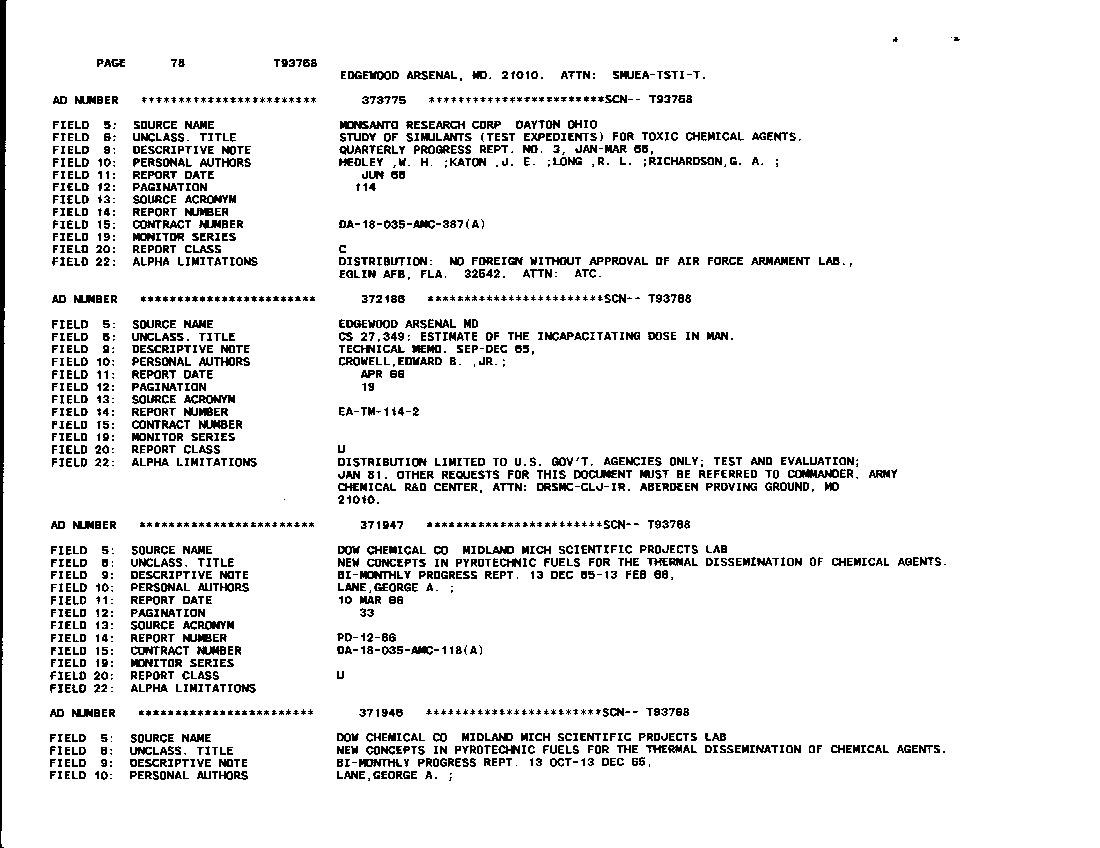 PAGE 78 T93768
EDGEWOOD ARSENAL, MD. 21010. ATTN: SMUEA-TSTI-T.
AD NUMBER ************************ 373775 ************************SCN-- T93768
FIELD 5: SOURCE NAME MONSANTO RESEARCH CORP DAYTON OHIO
FIELD 6: UNCLASS. TITLE STUDY OF SIMULANTS (TEST EXPEDIENTS) FOR TOXIC CHEMICAL AGENTS.
FIELD 9: DESCRIPTIVE NOTE QUARTERLY PROGRESS REPT. NO. 3, JAN-MAR 66,
FIELD 10: PERSONAL AUTHORS HEDLEY ,W. H. ;KATON ,J. E. ;LONG ,R. L. ;RICHARDSON,G. A. ;
FIELD 11: REPORT DATE JUN 66
FIELD 12: PAGINATION 114
FIELD 13: SOURCE ACRONYM
FIELD 14: REPORT NUMBER
FIELD 15: CONTRACT NUMBER DA-18-035-AMC-387(A)
FIELD 19: MONITOR SERIES
FIELD 20: REPORT CLASS C
FIELD 22: ALPHA LIMITATIONS DISTRIBUTION: NO FOREIGN WITHOUT APPROVAL OF AIR FORCE ARMAMENT LAB.,
EGLIN AFB, FLA. 32542. ATTN: ATC.
AD NUMBER ************************ 372186 ************************SCN-- T93768
FIELD 5: SOURCE NAME EDGEWOOD ARSENAL MD
FIELD 6: UNCLASS. TITLE CS 27,349: ESTIMATE OF THE INCAPACITATING DOSE IN MAN.
FIELD 9: DESCRIPTIVE NOTE TECHNICAL MEMO. SEP-DEC 65,
FIELD 10: PERSONAL AUTHORS CROWELL,EDWARD B. ,JR.;
FIELD 11: REPORT DATE APR 66
FIELD 12: PAGINATION 19
FIELD 13: SOURCE ACRONYM
FIELD 14: REPORT NUMBER EA-TM-114-2
FIELD 15: CONTRACT NUMBER
FIELD 19: MONITOR SERIES
FIELD 20: REPORT CLASS U
FIELD 22: ALPHA LIMITATIONS DISTRIBUTION LIMITED TO U.S. GOV'T. AGENCIES ONLY; TEST AND EVALUATION;
JAN 81. OTHER REQUESTS FOR THIS DOCUMENT MUST BE REFERRED TO COMMANDER, ARMY
CHEMICAL R&D CENTER, ATTN: DRSMC-CLJ-IR. ABERDEEN PROVING GROUND, MD
21010.
AD NUMBER ************************ 371947 ************************SCN-- T93768
FIELD 5: SOURCE NAME DOW CHEMICAL CO MIDLAND MICH SCIENTIFIC PROJECTS LAB
FIELD 6: UNCLASS. TITLE NEW CONCEPTS IN PYROTECHNIC FUELS FOR THE THERMAL DISSEMINATION OF CHEMICAL AGENTS.
FIELD 9: DESCRIPTIVE NOTE BI-MONTHLY PROGRESS REPT. 13 DEC 65-13 FEB 66,
FIELD 10: PERSONAL AUTHORS LANE,GEORGE A. ;
FIELD 11: REPORT DATE 10 MAR 66
FIELD 12: PAGINATION 33
FIELD 13: SOURCE ACRONYM
FIELD 14: REPORT NUMBER PD-12-66
FIELD 15: CONTRACT NUMBER DA-18-035-AMC-118(A)
FIELD 19: MONITOR SERIES
FIELD 20: REPORT CLASS U
FIELD 22: ALPHA LIMITATIONS
AD NUMBER ************************ 371946 ************************SCN-- T93768
FIELD 5: SOURCE NAME DOW CHEMICAL CO MIDLAND MICH SCIENTIFIC PROJECTS LAB
FIELD 6: UNCLASS. TITLE NEW CONCEPTS IN PYROTECHNIC FUELS FOR THE THERMAL DISSEMINATION OF CHEMICAL AGENTS.
FIELD 9: DESCRIPTIVE NOTE BI-MONTHLY PROGRESS REPT. 13 OCT-13 DEC 65,
FIELD 10: PERSONAL AUTHORS LANE,GEORGE A. ;